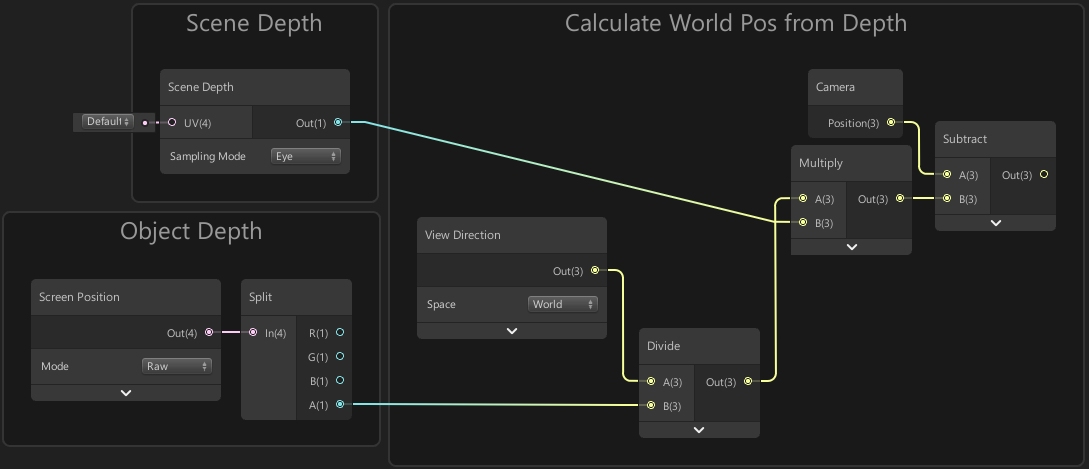 Scene Depth
Scene Depth
Default
UV(4)
Out(1)
Sampling Mode
Eye
Object Depth
Screen Position
Out(4)
Mode
Raw
Split
In(4)
R(1)
G(1)
B(1)
A(1)
Calculate World Pos from Depth
View Direction
Out(3)
Space
World
Divide
A(3)
Out(3)
B(3)
Camera
Position(3)
Multiply
A(3)
Out(3)
B(3)
Subtract
A(3)
Out(3)
B(3)